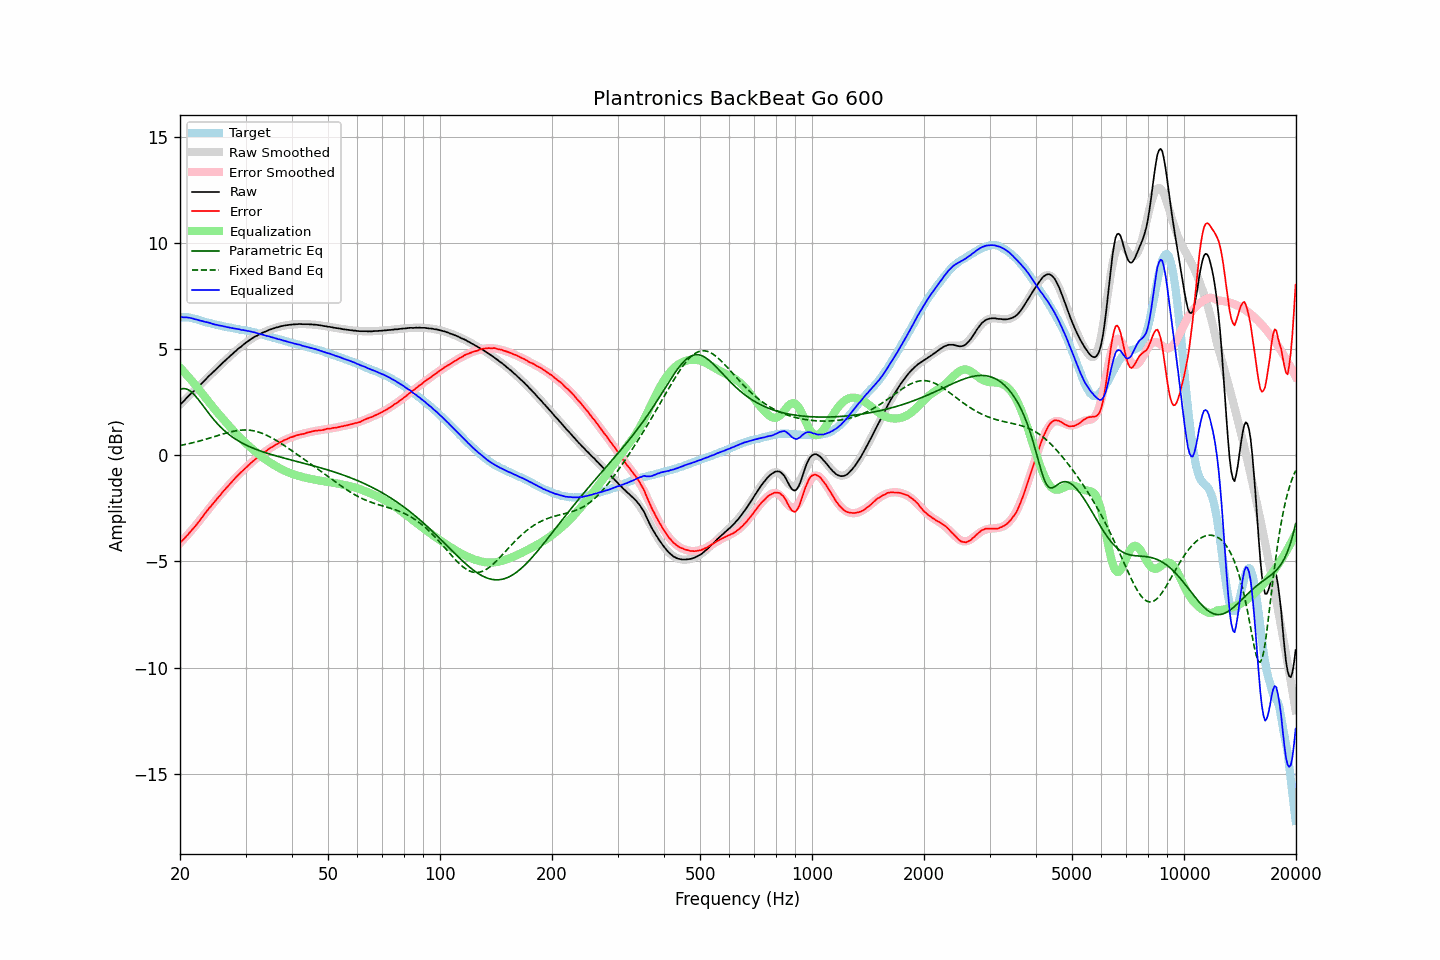 Plantronics BackBeat Go 600
Target
Raw Smoothed
Error Smoothed
Raw
Error
Equalization
Parametric Eq
Fixed Band Eq
Equalized
15
10
5
0
−5
−10
−15
Amplitude (dBr)
20
50
100
200
500
1000
2000
5000
10000
20000
Frequency (Hz)